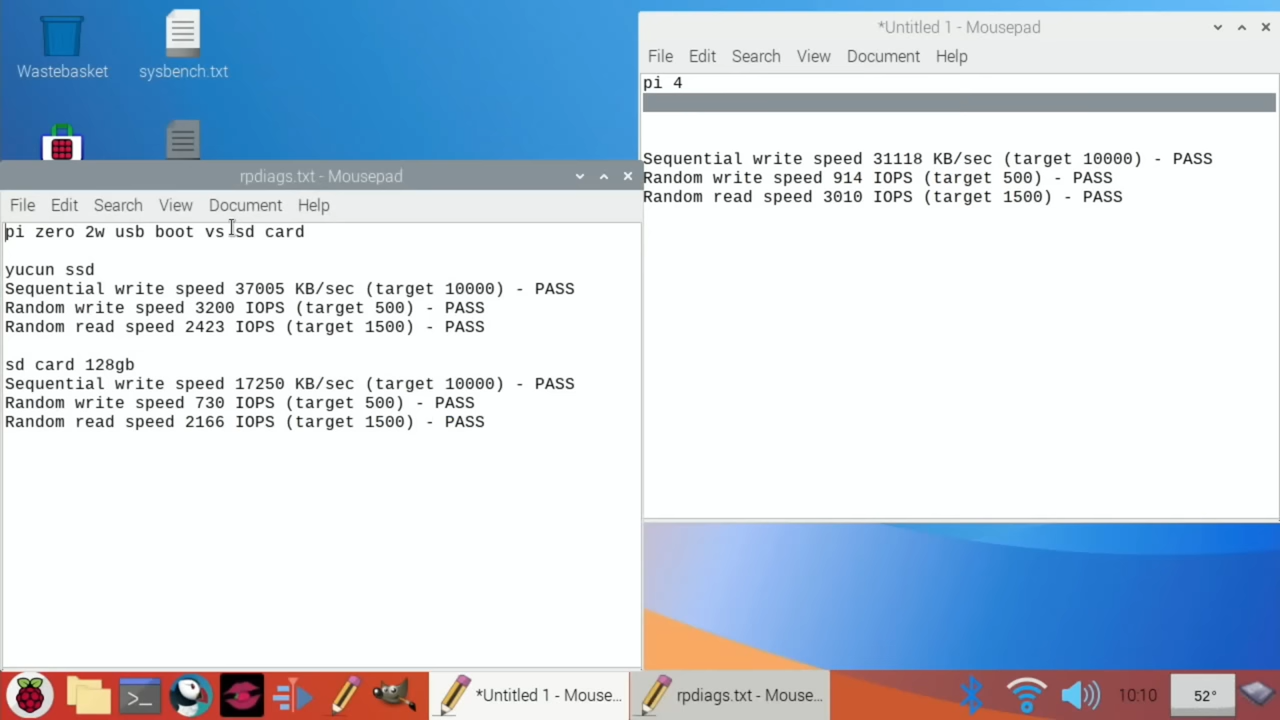 Wastebasket
sysbench.txt
*Untitled 1 - Mousepad
File Edit Search View Document Help
pi 4
Sequential write speed 31118 KB/sec (target 10000) - PASS
Random write speed 914 IOPS (target 500) - PASS
Random read speed 3010 IOPS (target 1500) - PASS
rpdiags.txt - Mousepad
File Edit Search View Document Help
pi zero 2w usb boot vs sd card
yucun ssd
Sequential write speed 37005 KB/sec (target 10000) - PASS
Random write speed 3200 IOPS (target 500) - PASS
Random read speed 2423 IOPS (target 1500) - PASS
sd card 128gb
Sequential write speed 17250 KB/sec (target 10000) - PASS
Random write speed 730 IOPS (target 500) - PASS
Random read speed 2166 IOPS (target 1500) - PASS
*Untitled 1 - Mouse...
rpdiags.txt - Mouse...
10:10
52°